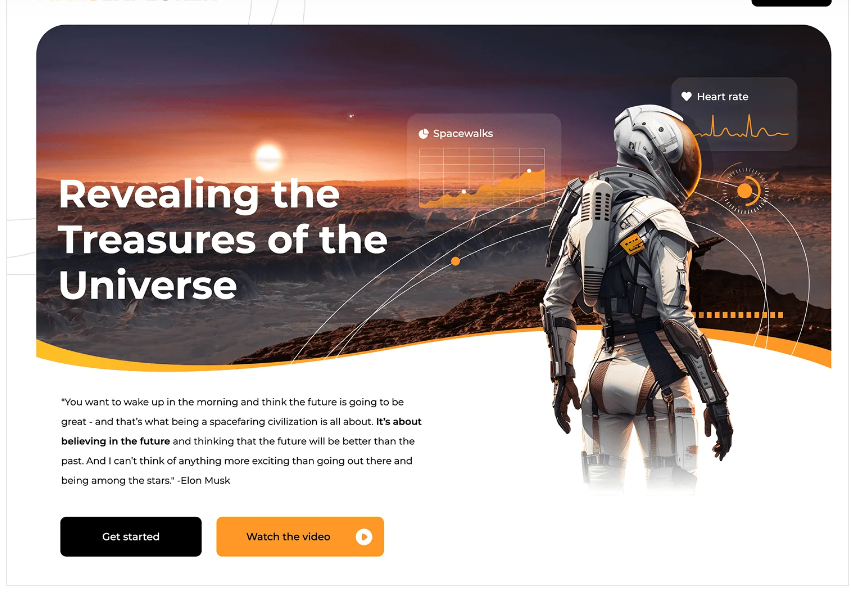 Heart rate
Spacewalks
Revealing the
Treasures of the
Universe
"You want to wake up in the morning and think the future is going to be
great - and that's what being a spacefaring civilization is all about. It's about
believing in the future and thinking that the future will be better than the
past. And I can't think of anything more exciting than going out there and
being among the stars." -Elon Musk
Get started
Watch the video